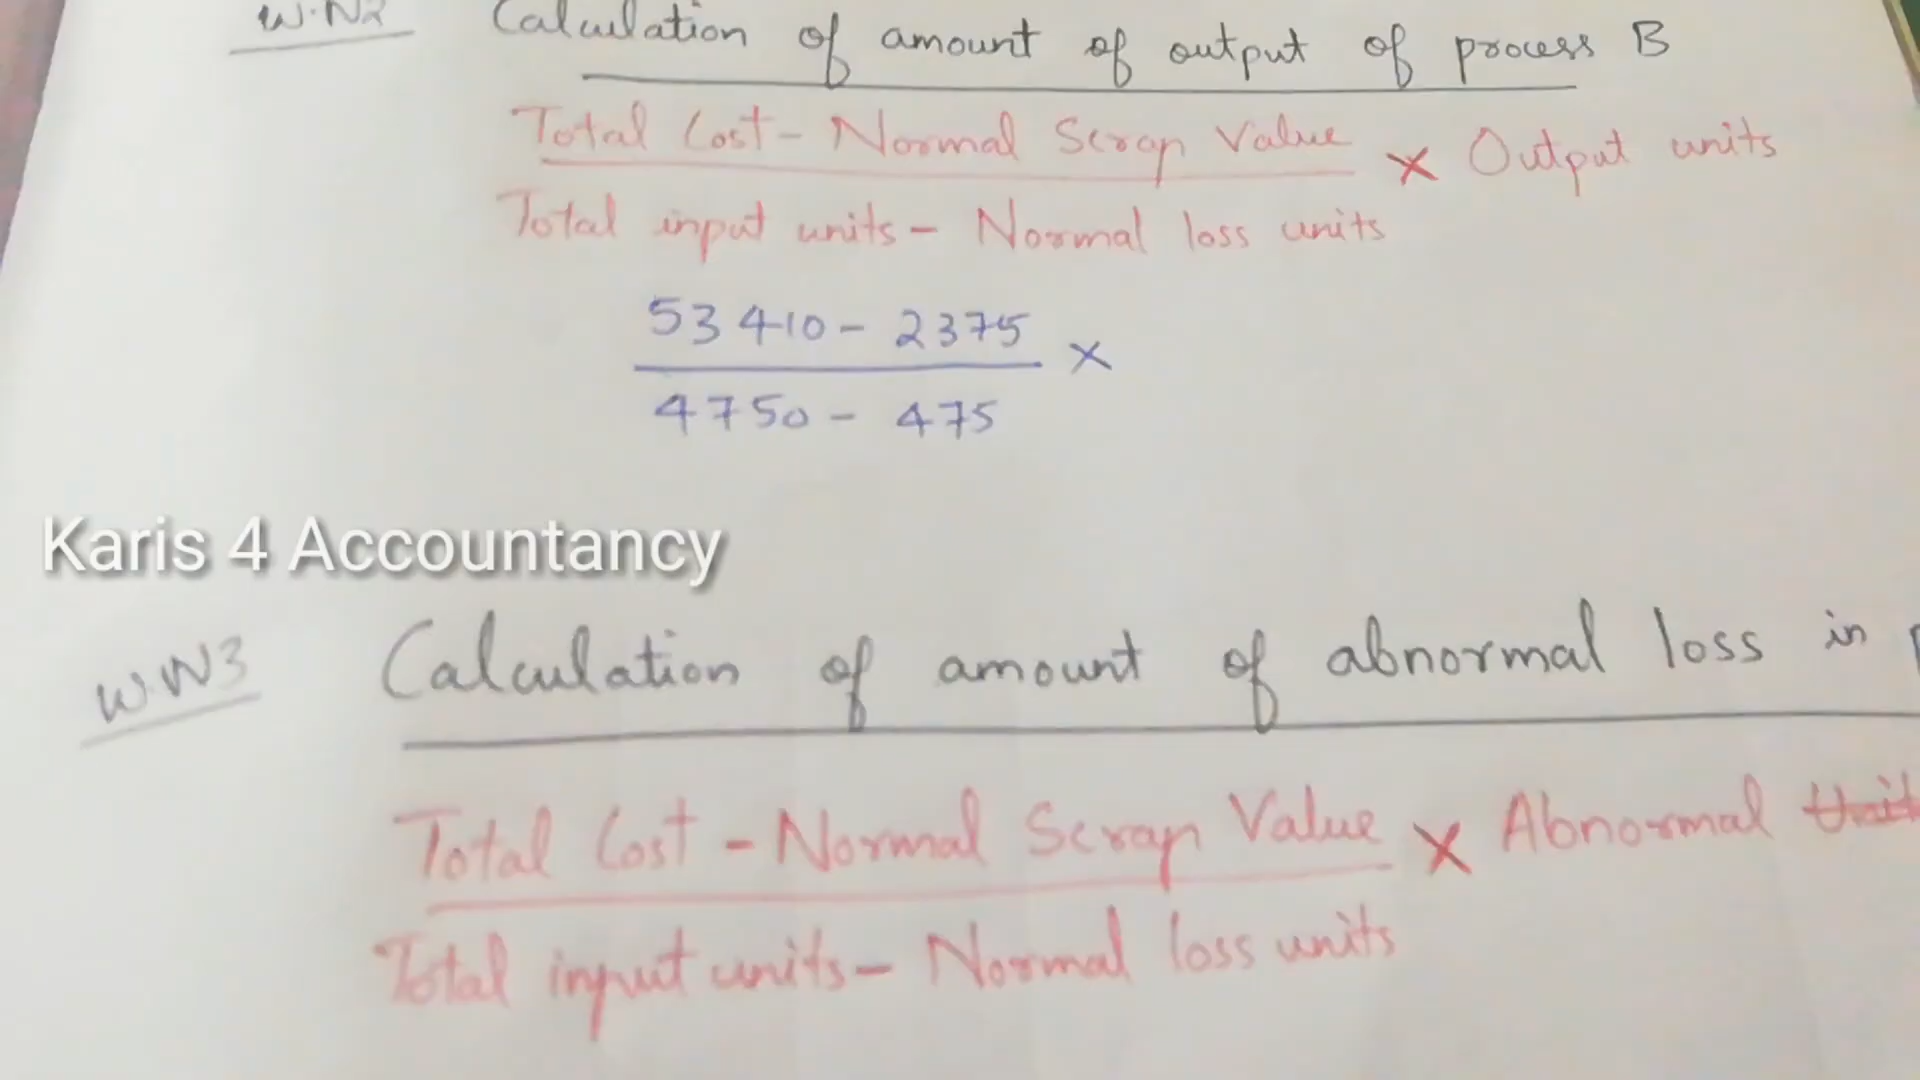 W.N2 Calculation of amount of output of process B
Total Cost - Normal Scrap Value × Output units
Total input units - Normal loss units
53410 - 2375 ×
4750 - 475
Karis 4 Accountancy
W.N3 Calculation of amount of abnormal loss in
Total Cost - Normal Scrap Value × Abnormal
Total input units - Normal loss units